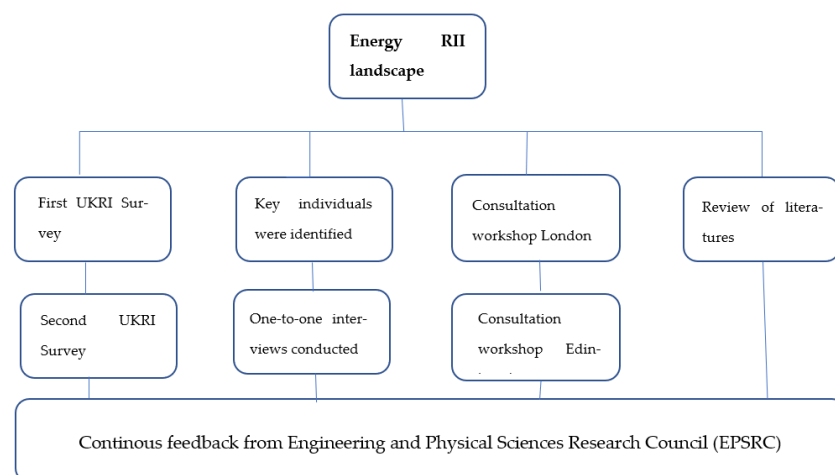 Energy RII
landscape
First UKRI Sur-
vey
Key individuals
were identified
Consultation
workshop London
Review of litera-
tures
Second UKRI
Survey
One-to-one inter-
views conducted
Consultation
workshop Edin-
Continous feedback from Engineering and Physical Sciences Research Council (EPSRC)